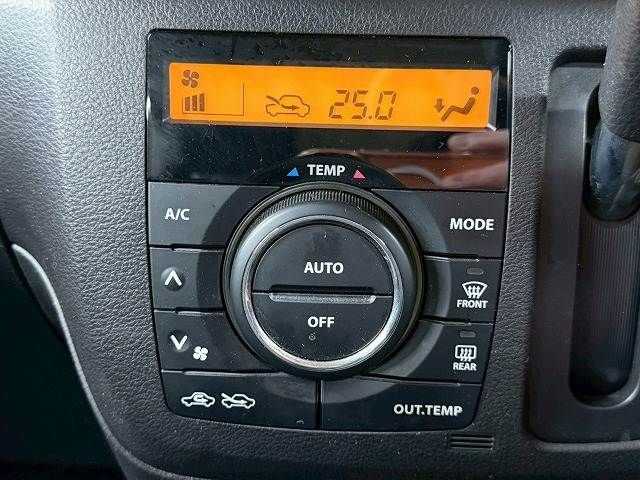 25.0
TEMP
A/C
MODE
AUTO
OFF
FRONT
REAR
OUT.TEMP